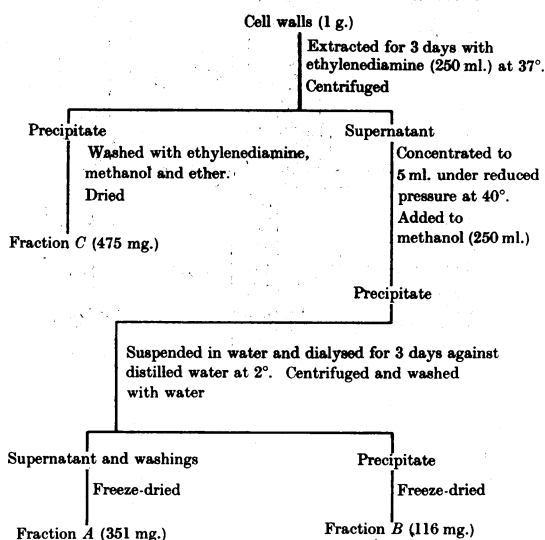 Cell walls (1 g.)
Extracted for 3 days with
ethylenediamine (250 ml.) at 37°.
Centrifuged
Precipitate
Washed with ethylenediamine,
methanol and ether.
Dried
Fraction C (475 mg.)
Supernatant
Concentrated to
5 ml. under reduced
pressure at 40°.
Added to
methanol (250 ml.)
Precipitate
Suspended in water and dialysed for 3 days against
distilled water at 2°. Centrifuged and washed
with water
Supernatant and washings
Freeze-dried
Fraction A (351 mg.)
Precipitate
Freeze-dried
Fraction B (116 mg.)